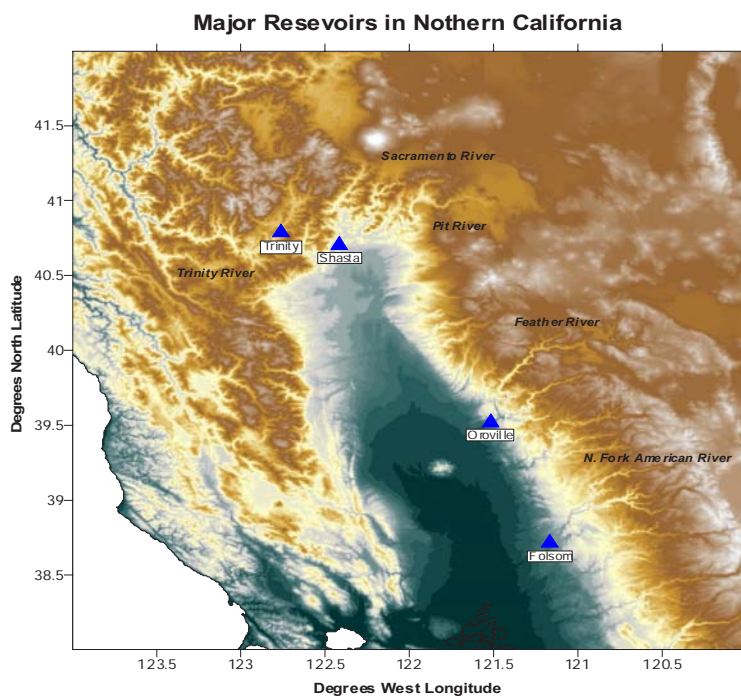 Major Resevoirs in Nothern California
41.5
Sacramento River
41
Pit River
Trinity
Shasta
Trinity River
40.5
Feather River
40
39.5
Oroville
N. Fork American River
39
Folsom
38.5
Degrees North Latitude
123.5 123 122.5 122 121.5 121 120.5
Degrees West Longitude